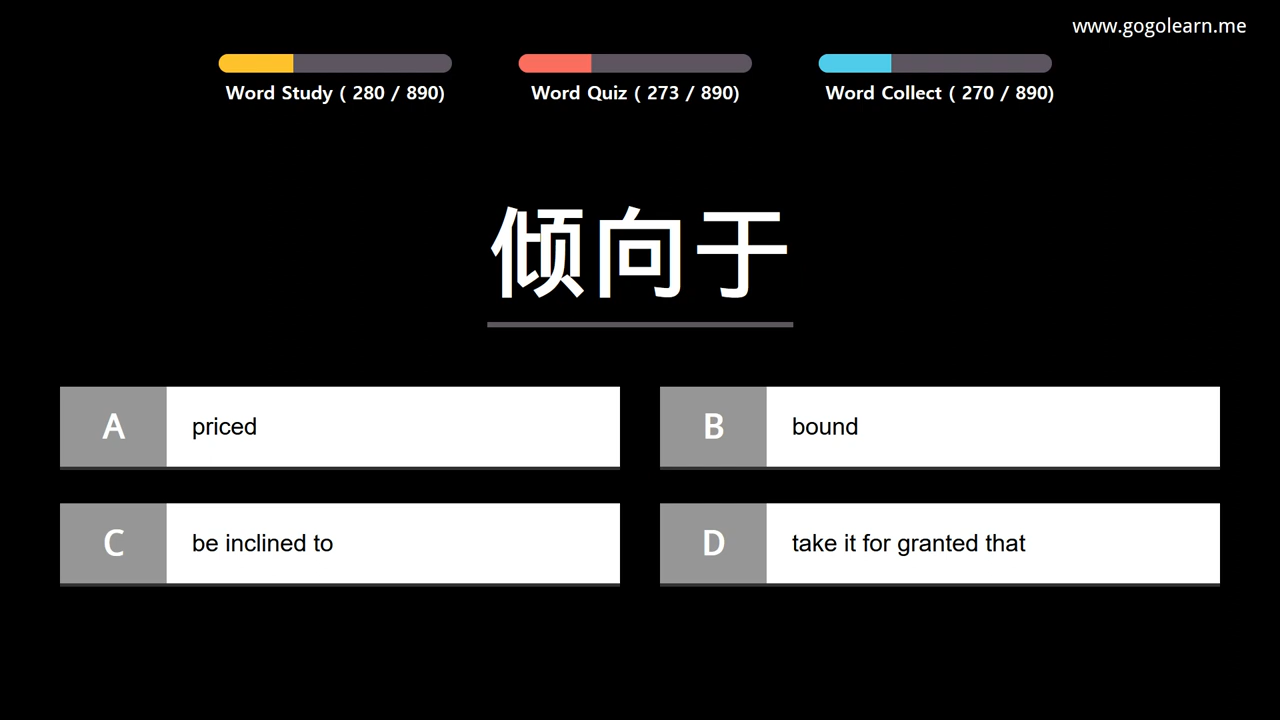 www.gogolearn.me
Word Study ( 280 / 890)
Word Quiz ( 273 / 890)
Word Collect ( 270 / 890)
倾向于
A priced
B bound
C be inclined to
D take it for granted that